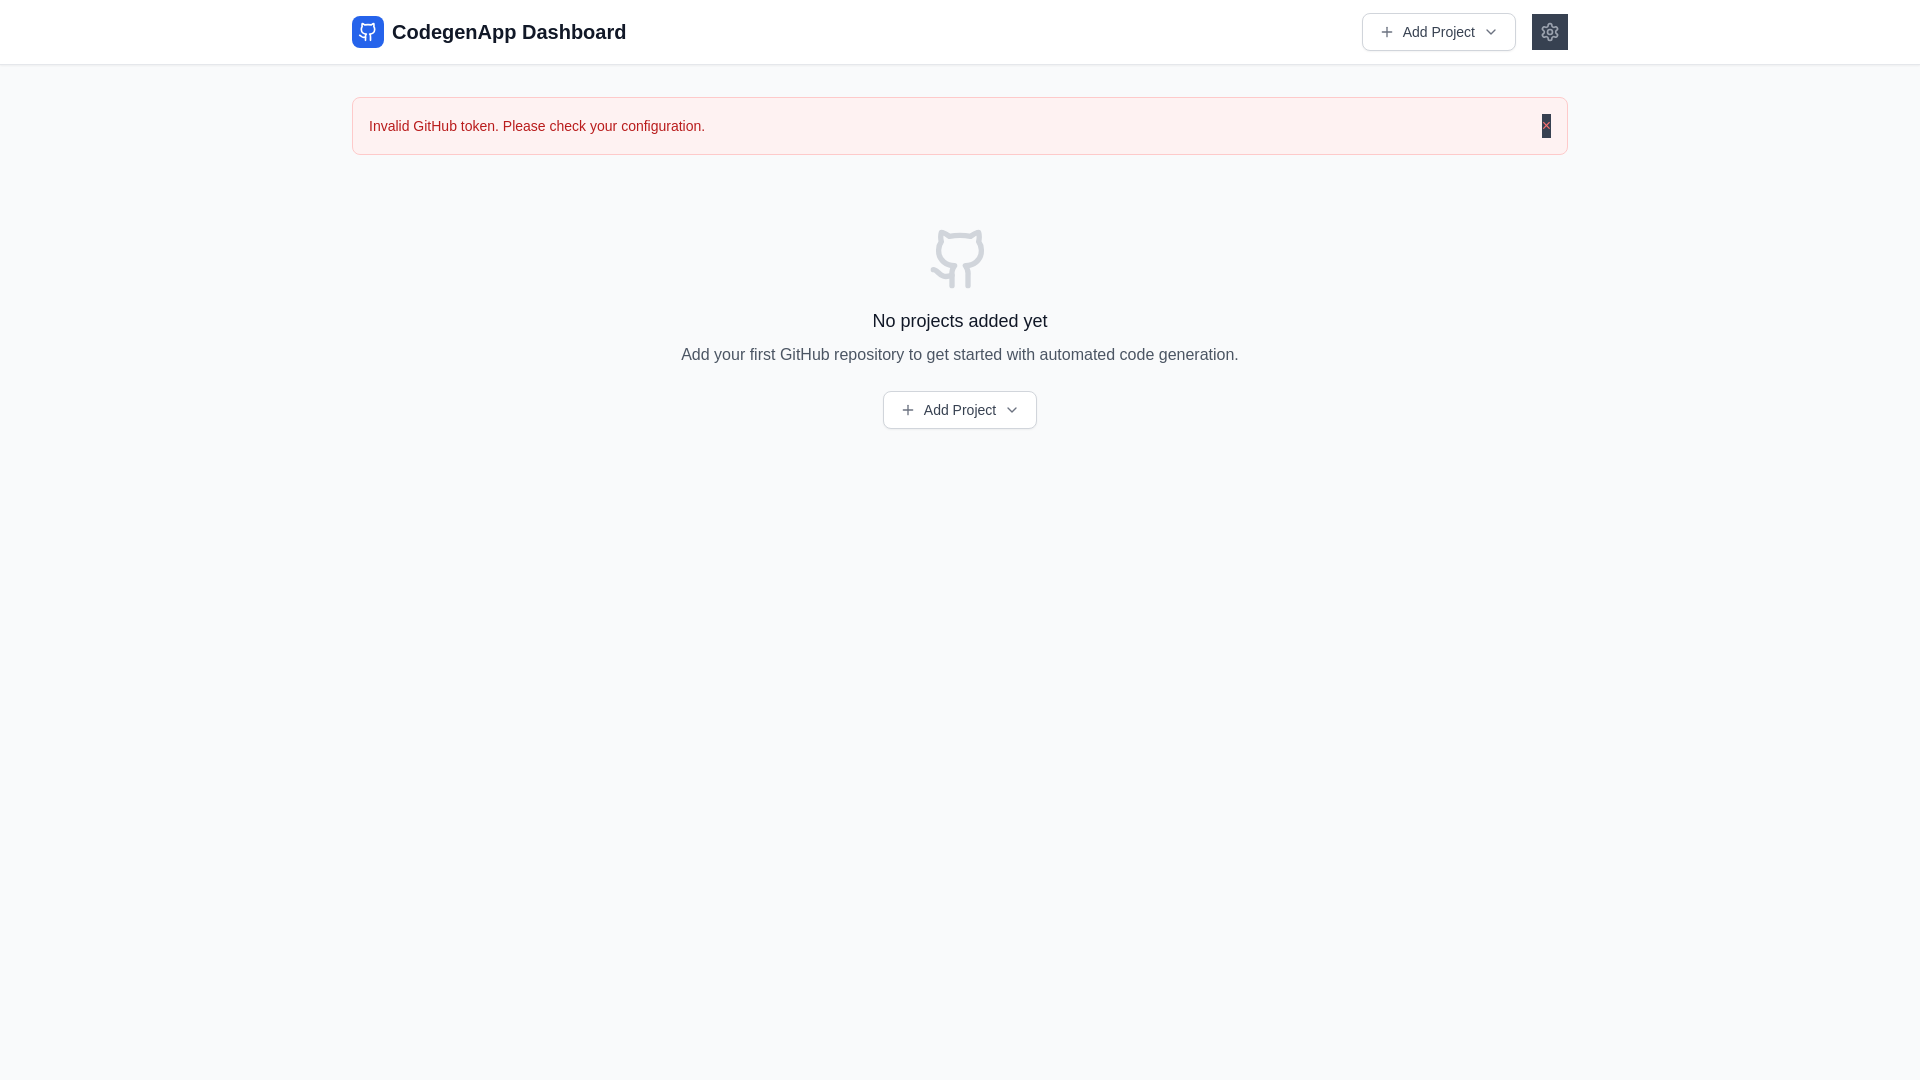 CodegenApp Dashboard
Add Project
Invalid GitHub token. Please check your configuration.
×
No projects added yet
Add your first GitHub repository to get started with automated code generation.
Add Project